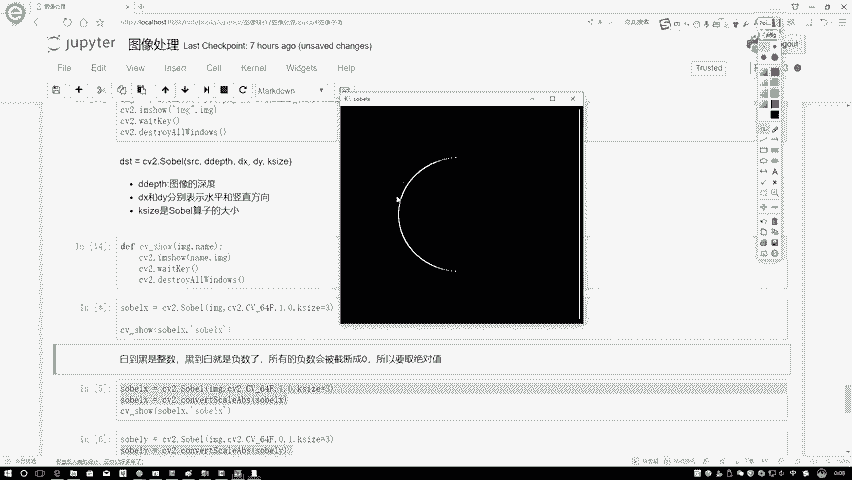 jupyter 图像处理 Last Checkpoint: 7 hours ago (unsaved changes)
File Edit View Insert Cell Kernel Widgets Help Trusted
Markdown
cv2.imshow("img",img)
cv2.waitKey()
cv2.destroyAllWindows()
dst = cv2.Sobel(src, ddepth, dx, dy, ksize)
ddepth:图像的深度
dx和dy分别表示水平和竖直方向
ksize是Sobel算子的大小
def cv_show(img,name):
cv2.imshow(name,img)
cv2.waitKey()
cv2.destroyAllWindows()
sobelx = cv2.Sobel(img,cv2.CV_64F,1,0,ksize=3)
cv_show(sobelx,'sobelx')
白到黑是整数，黑到白就是负数了，所有的负数会被截断成0，所以要取绝对值
In [5]: sobelx = cv2.Sobel(img,cv2.CV_64F,1,0,ksize=3)
sobelx = cv2.convertScaleAbs(sobelx)
cv_show(sobelx,'sobelx')
In [6]: sobely = cv2.Sobel(img,cv2.CV_64F,0,1,ksize=3)
sobely = cv2.convertScaleAbs(sobely)
sobelx